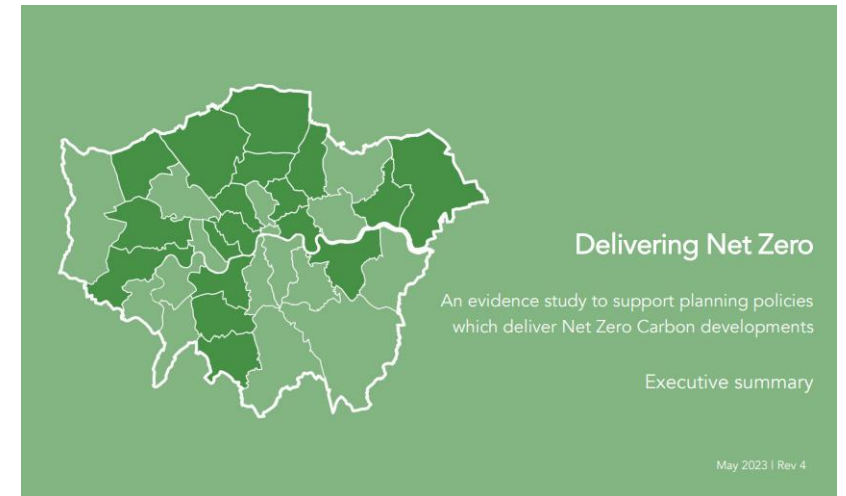 Delivering Net Zero
An evidence study to support planning policies
which deliver Net Zero Carbon developments
Executive summary
May 2023 I Rev 4